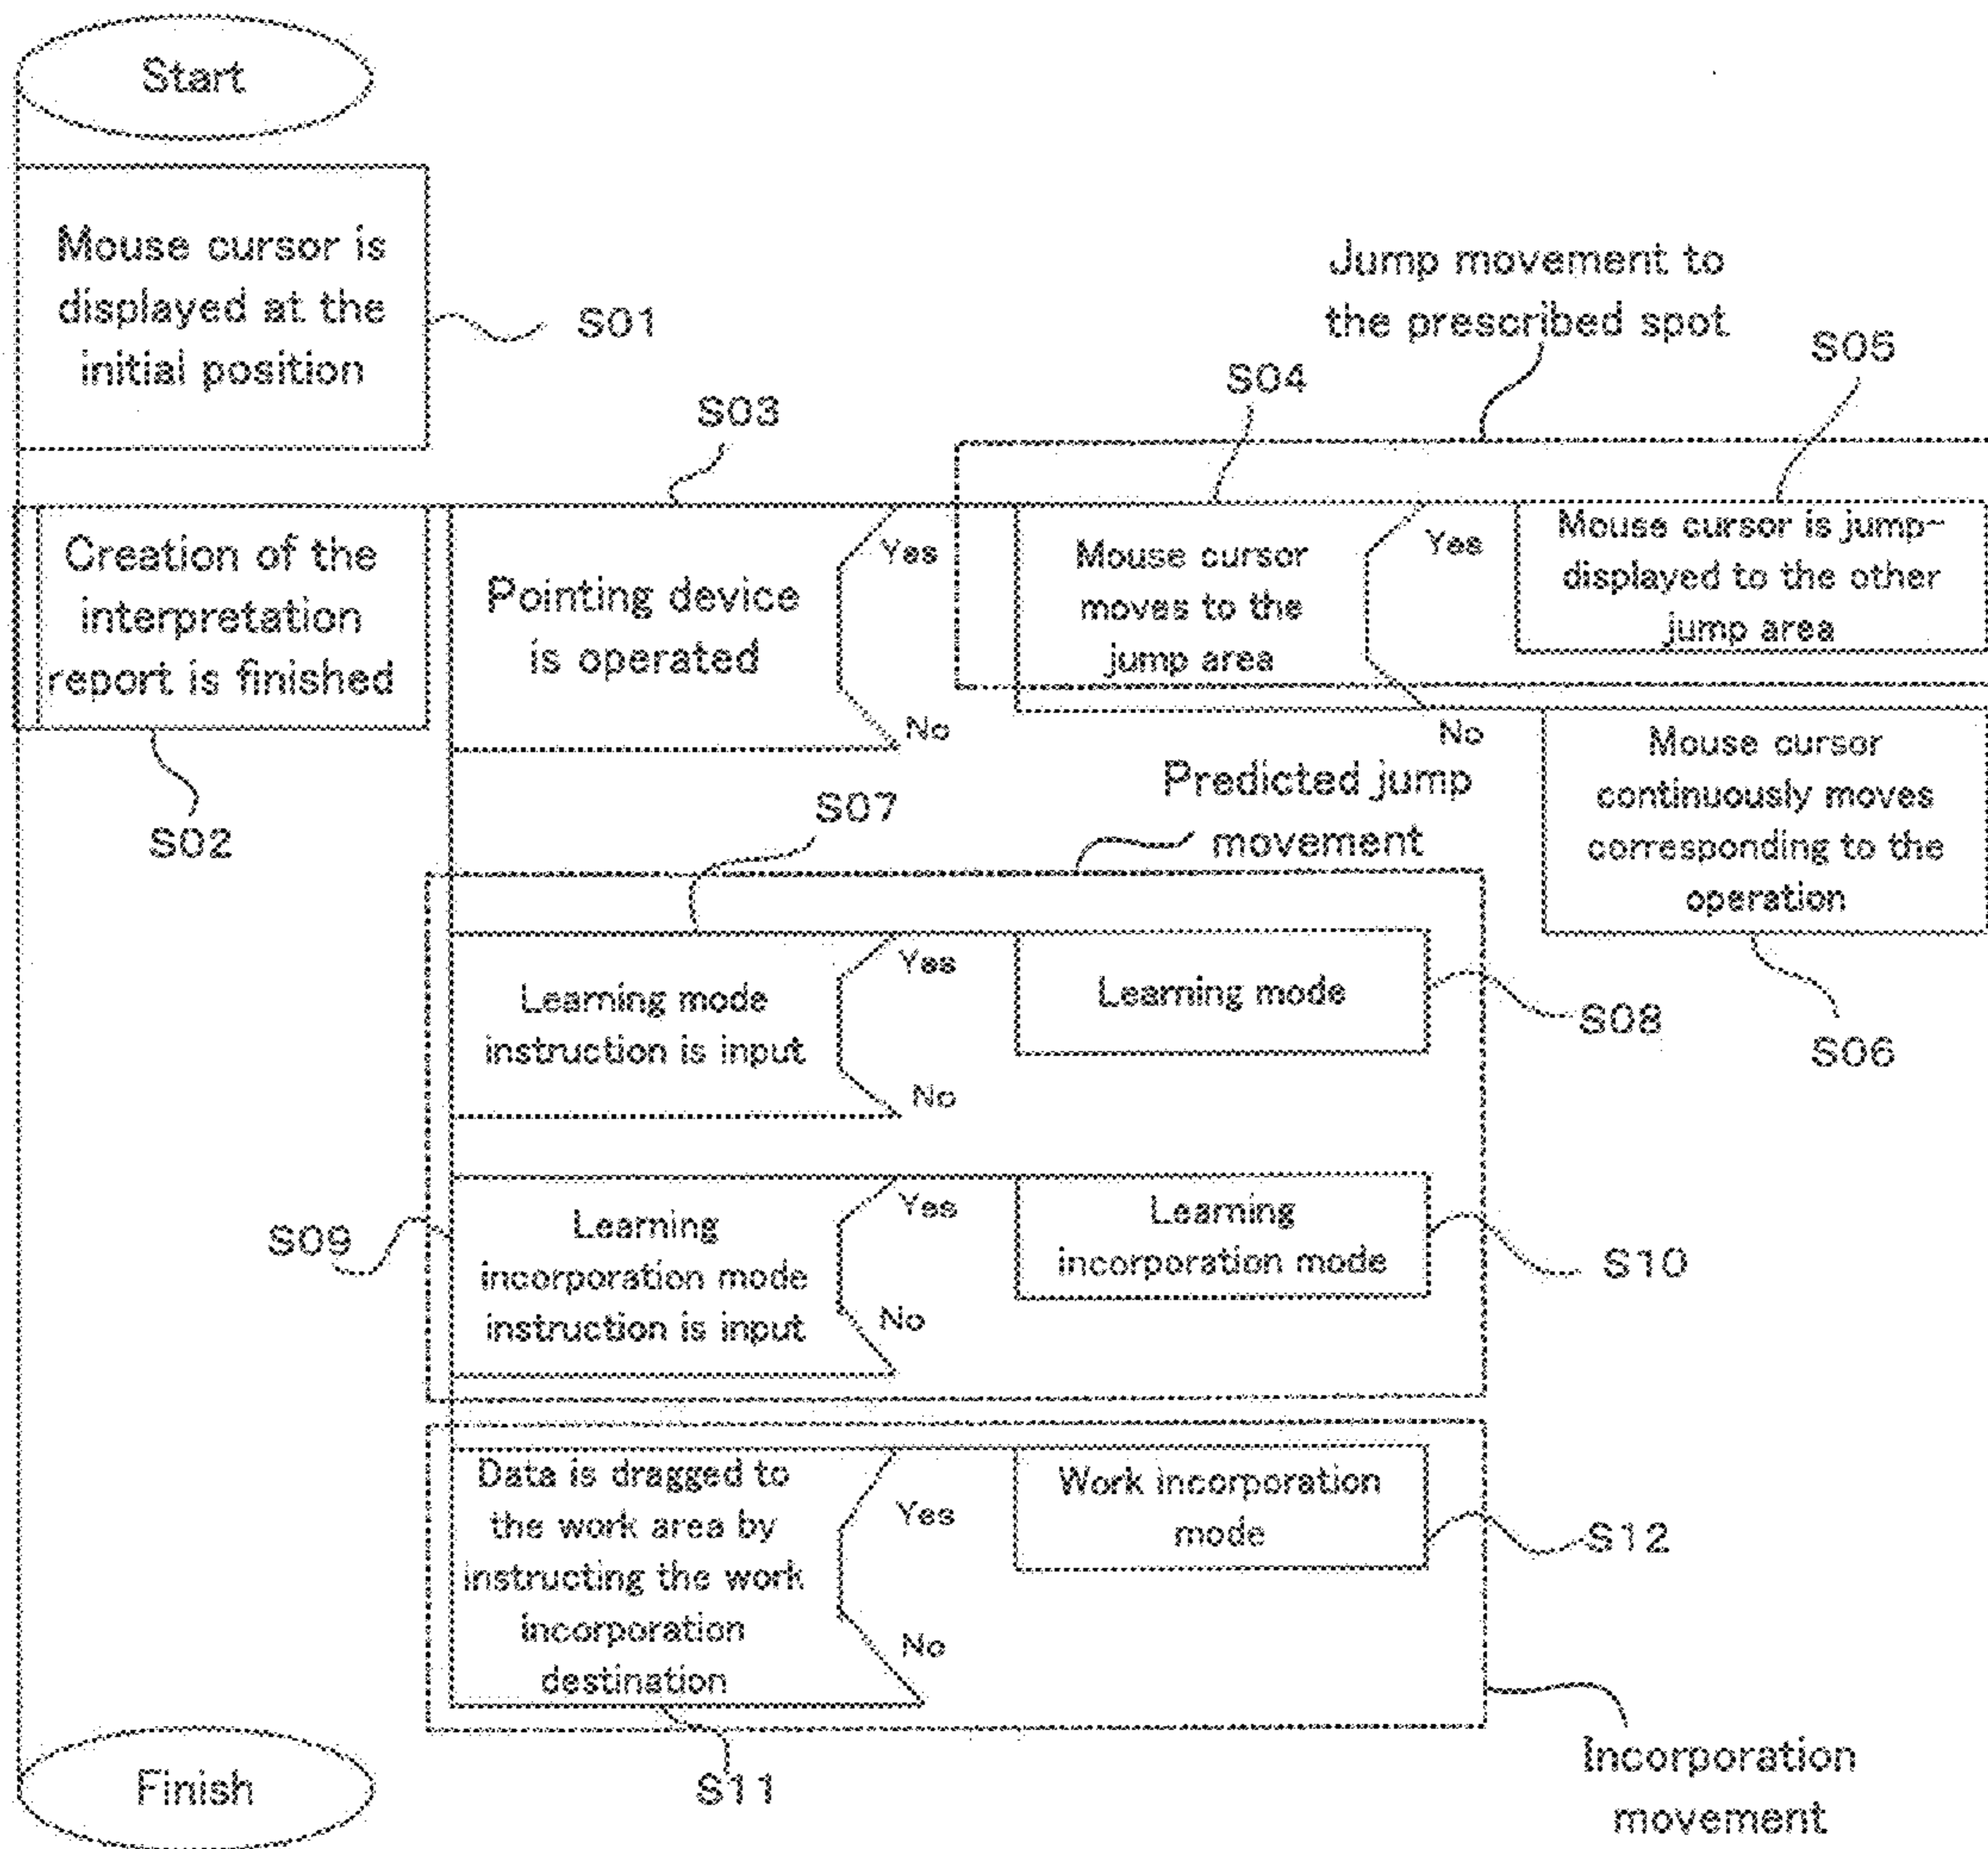 Start
Mouse cursor is
displayed at the
initial position
S01
Jump movement to
the prescribed spot
S05
S04
S03
Creation of the
interpretation
report is finished
S02
Pointing device
is operated
Yes
No
Mouse cursor
moves to the
jump area
Yes
No
Mouse cursor is jump-
displayed to the other
jump area
Mouse cursor
continuously moves
corresponding to the
operation
S06
Predicted jump
movement
S07
Learning mode
instruction is input
Yes
No
Learning mode
S08
S09
Learning
incorporation mode
instruction is input
Yes
No
Learning
incorporation mode
S10
Data is dragged to
the work area by
instructing the work
incorporation
destination
Yes
No
Work incorporation
mode
S12
S11
Incorporation
movement
Finish